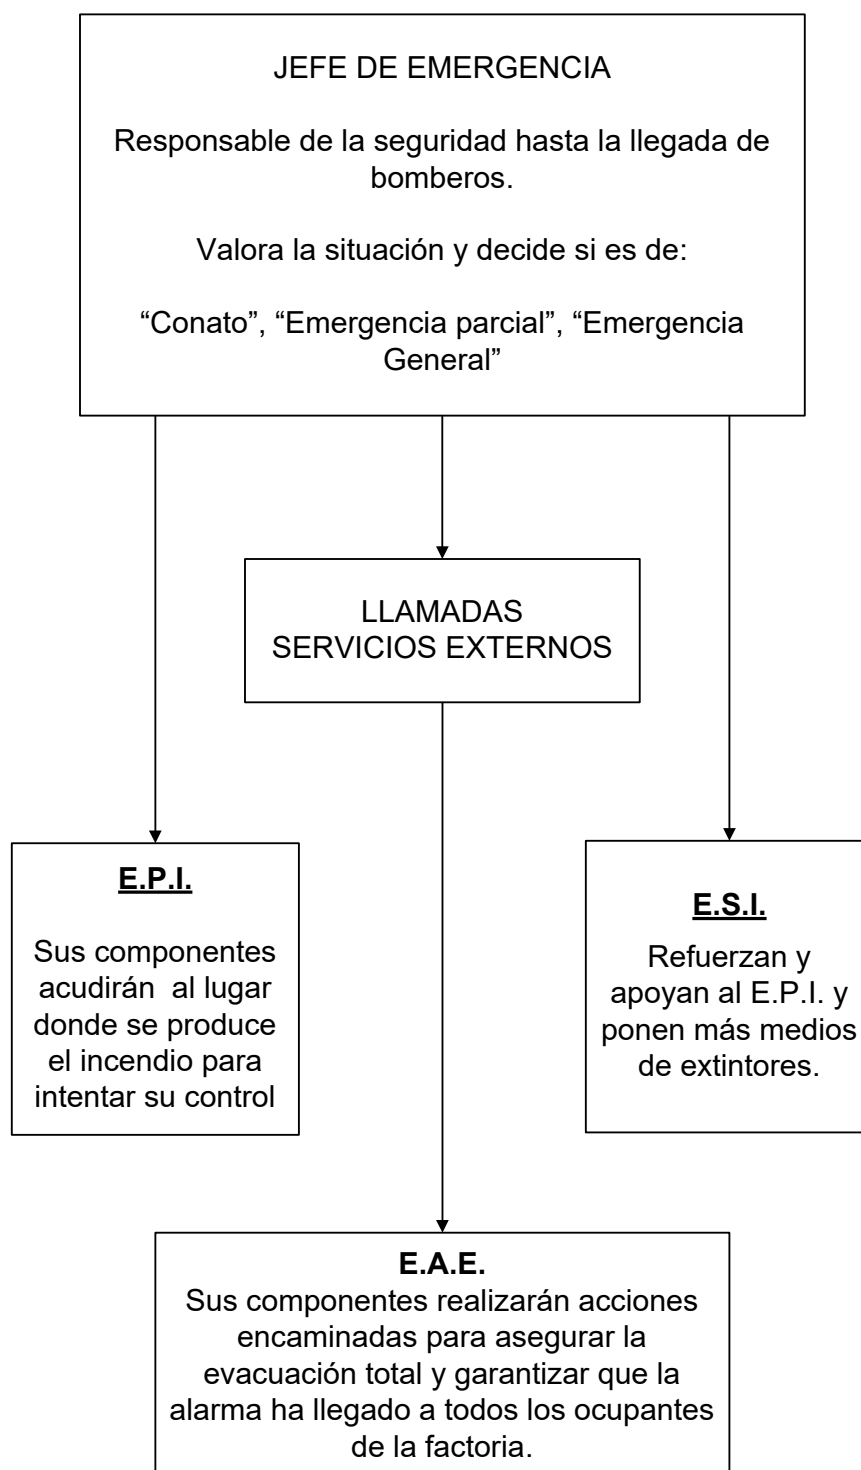 JEFE DE EMERGENCIA
Responsable de la seguridad hasta la llegada de
bomberos.
Valora la situación y decide si es de:
“Conato”, “Emergencia parcial”, “Emergencia
General”
LLAMADAS
SERVICIOS EXTERNOS
E.P.I.
Sus componentes
acudirán  al lugar
donde se produce
el incendio para
intentar su control
E.S.I.
Refuerzan y
apoyan al E.P.I. y
ponen más medios
de extintores.
E.A.E.
Sus componentes realizarán acciones
encaminadas para asegurar la
evacuación total y garantizar que la
alarma ha llegado a todos los ocupantes
de la factoria.